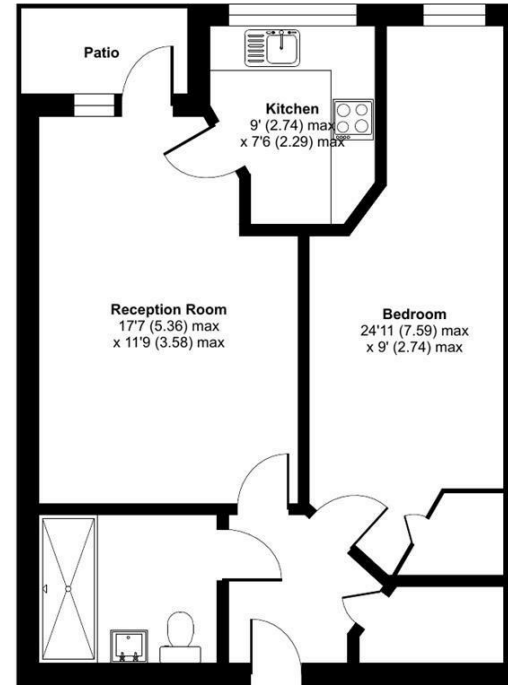 Patio
Kitchen
9' (2.74) max
x 7'6 (2.29) max
Reception Room
17'7 (5.36) max
x 11'9 (3.58) max
Bedroom
24'11 (7.59) max
x 9' (2.74) max